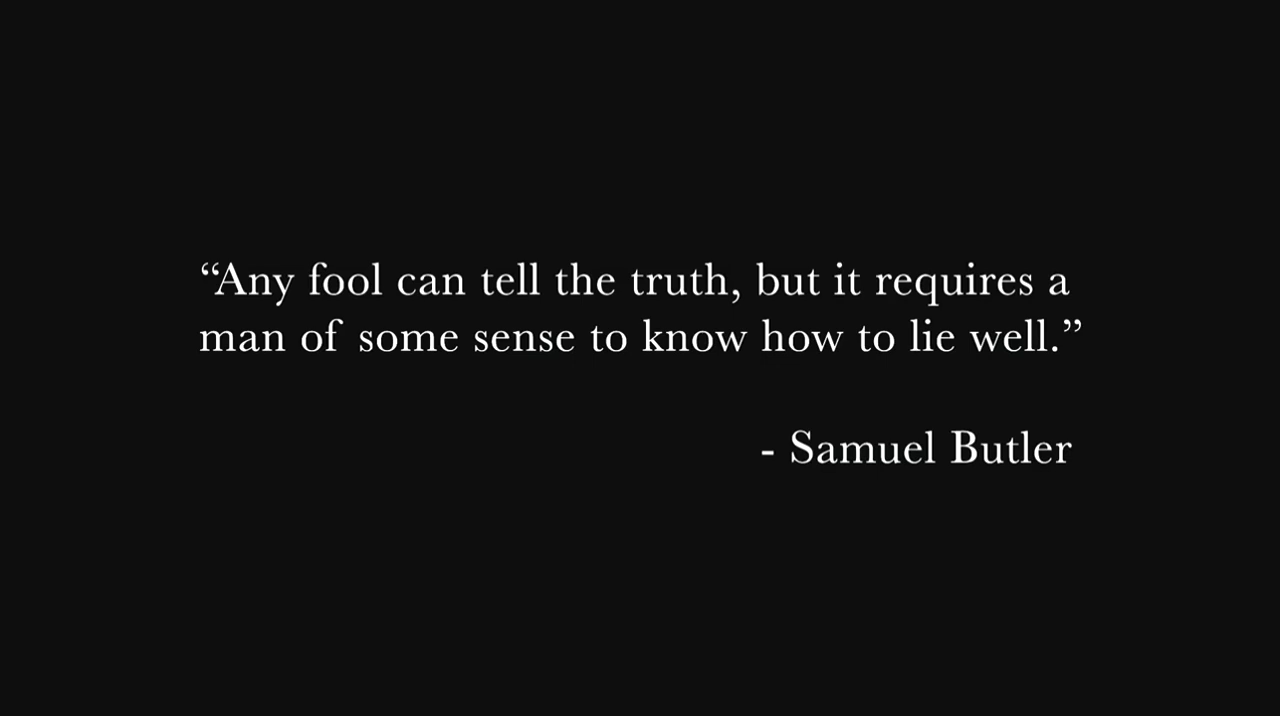 “Any fool can tell the truth, but it requires a
man of some sense to know how to lie well.”
- Samuel Butler